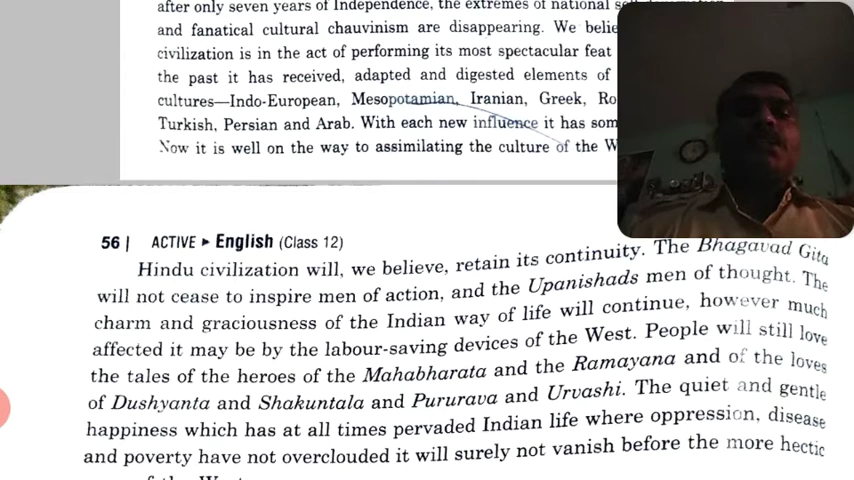 after only seven years of Independence, the extremes of national
and fanatical cultural chauvinism are disappearing. We
civilization is in the act of performing its most spectacular feat
the past it has received, adapted and digested elements of
cultures—Indo-European, Mesopotamian, Iranian, Greek,
Turkish, Persian and Arab. With each new influence it has
Now it is well on the way to assimilating the culture of the
56 | ACTIVE ▸ English (Class 12)
Hindu civilization will, we believe, retain its continuity. The Bhagavad Gita
will not cease to inspire men of action, and the Upanishads men of thought. The
charm and graciousness of the Indian way of life will continue, however much
affected it may be by the labour-saving devices of the West. People will still love
the tales of the heroes of the Mahabharata and the Ramayana and of the loves
of Dushyanta and Shakuntala and Pururava and Urvashi. The quiet and gentle
happiness which has at all times pervaded Indian life where oppression, disease
and poverty have not overclouded it will surely not vanish before the more hectic